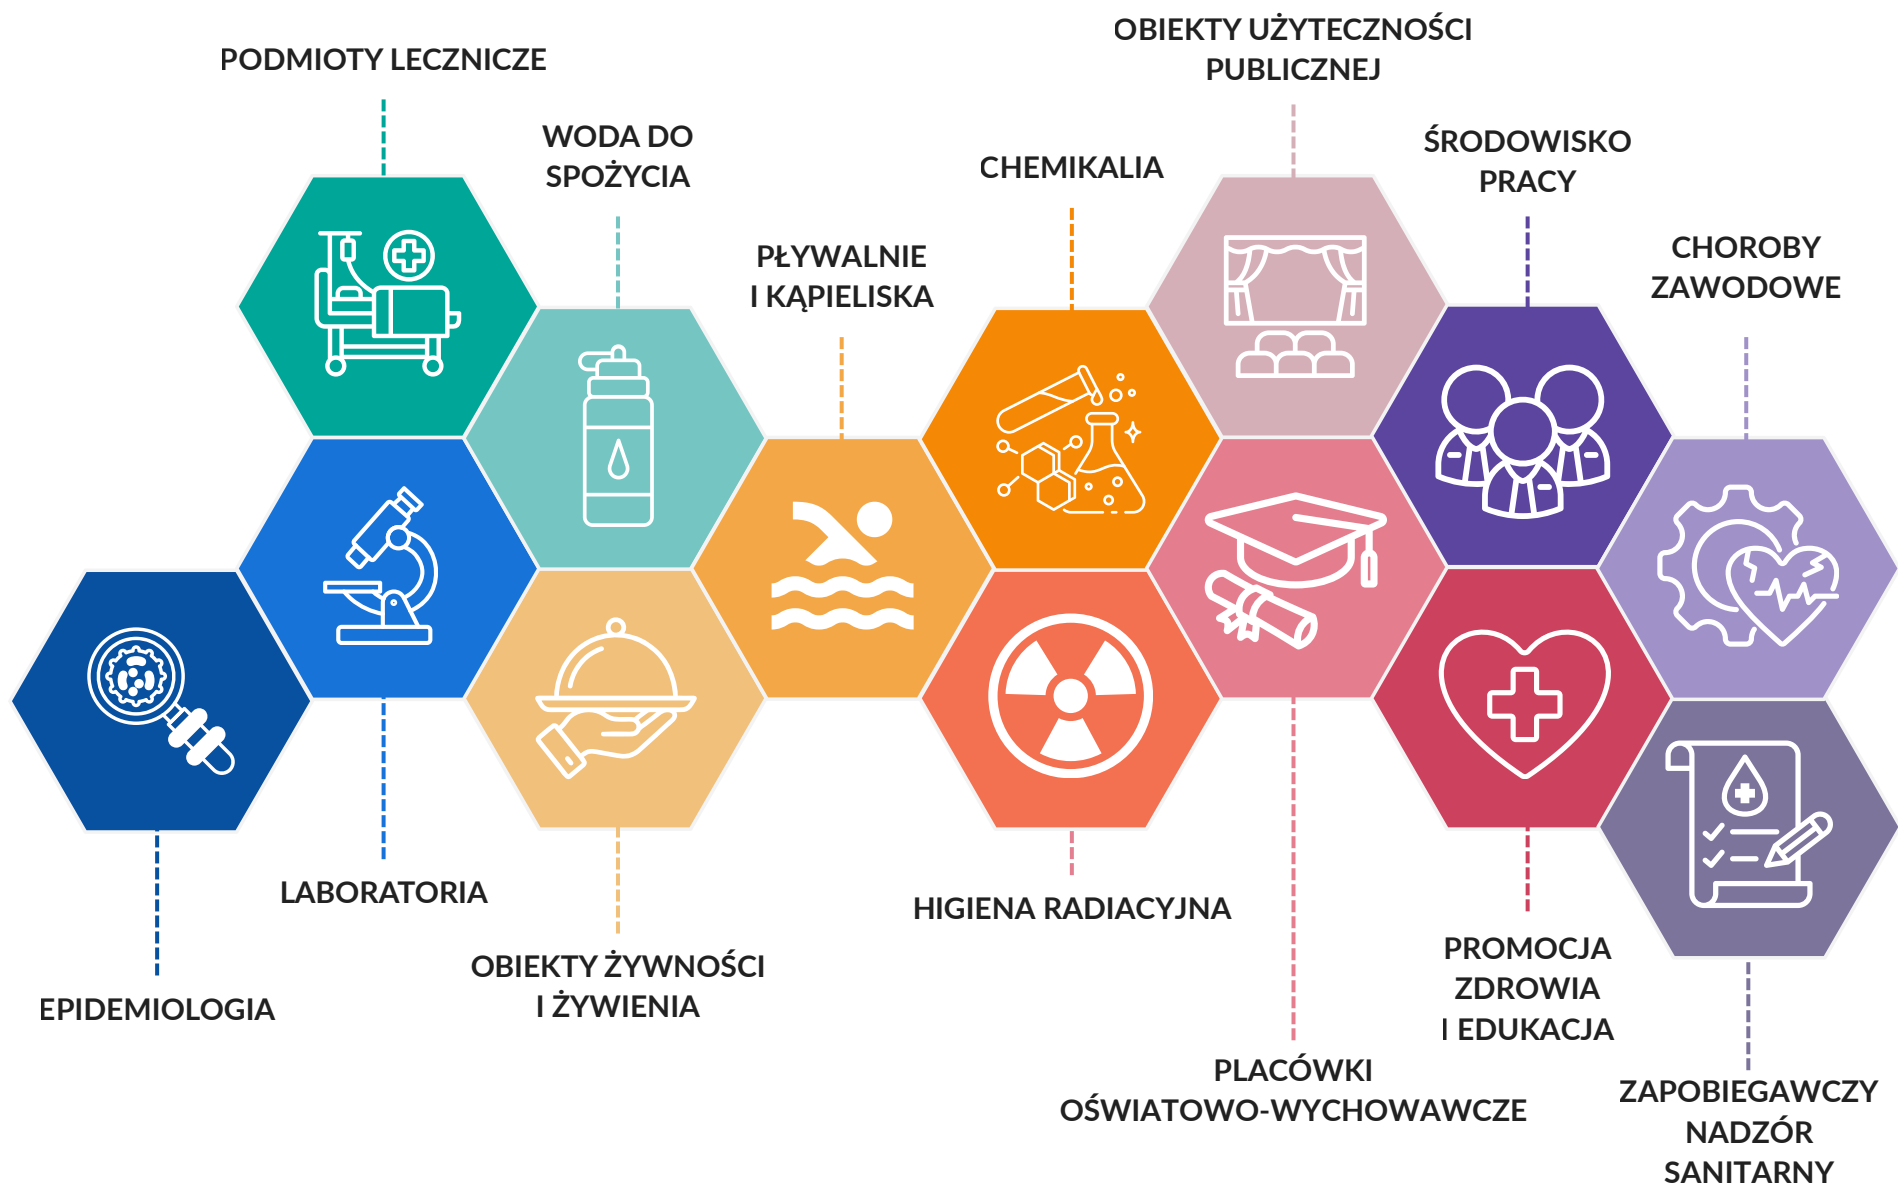 PODMIOTY LECZNICZE
WODA DO
SPOŻYCIA
PŁYWALNIE
I KĄPIELISKA
CHEMIKALIA
OBIEKTY UŻYTECZNOŚCI
PUBLICZNEJ
ŚRODOWISKO
PRACY
CHOROBY
ZAWODOWE
EPIDEMIOLOGIA
LABORATORIA
OBIEKTY ŻYWNOŚCI
I ŻYWIENIA
HIGIENA RADIACYJNA
PLACÓWKI
OŚWIATOWO-WYCHOWAWCZE
PROMOCJA
ZDROWIA
I EDUKACJA
ZAPOBIEGAWCZY
NADZÓR
SANITARNY